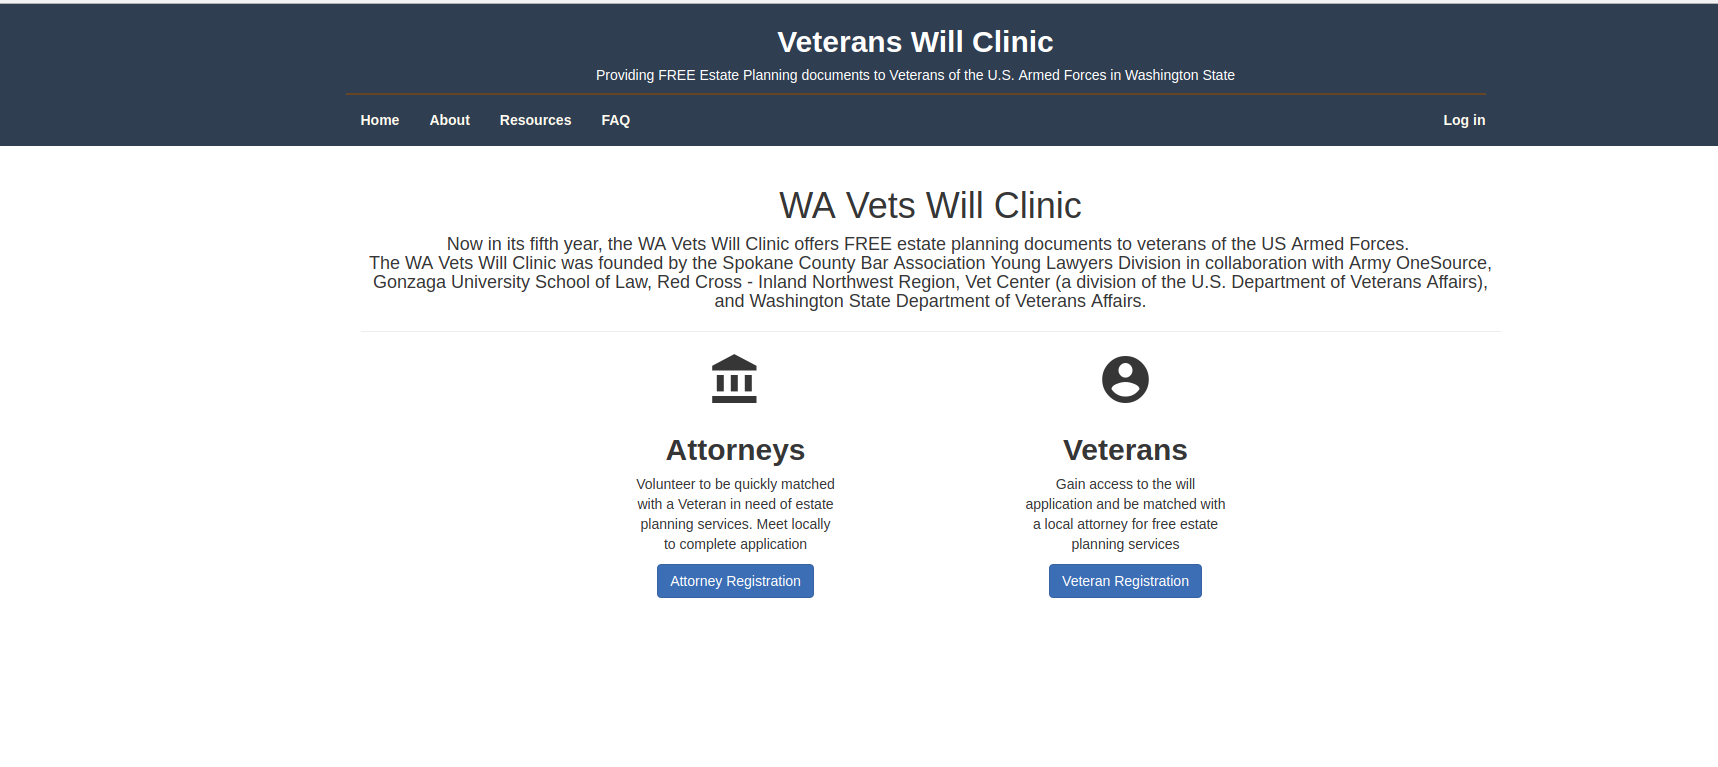 Veterans Will Clinic
Providing FREE Estate Planning documents to Veterans of the U.S. Armed Forces in Washington State
Home About Resources FAQ Log in
WA Vets Will Clinic
Now in its fifth year, the WA Vets Will Clinic offers FREE estate planning documents to veterans of the US Armed Forces.
The WA Vets Will Clinic was founded by the Spokane County Bar Association Young Lawyers Division in collaboration with Army OneSource,
Gonzaga University School of Law, Red Cross - Inland Northwest Region, Vet Center (a division of the U.S. Department of Veterans Affairs),
and Washington State Department of Veterans Affairs.
Attorneys
Volunteer to be quickly matched
with a Veteran in need of estate
planning services. Meet locally
to complete application
Attorney Registration
Veterans
Gain access to the will
application and be matched with
a local attorney for free estate
planning services
Veteran Registration